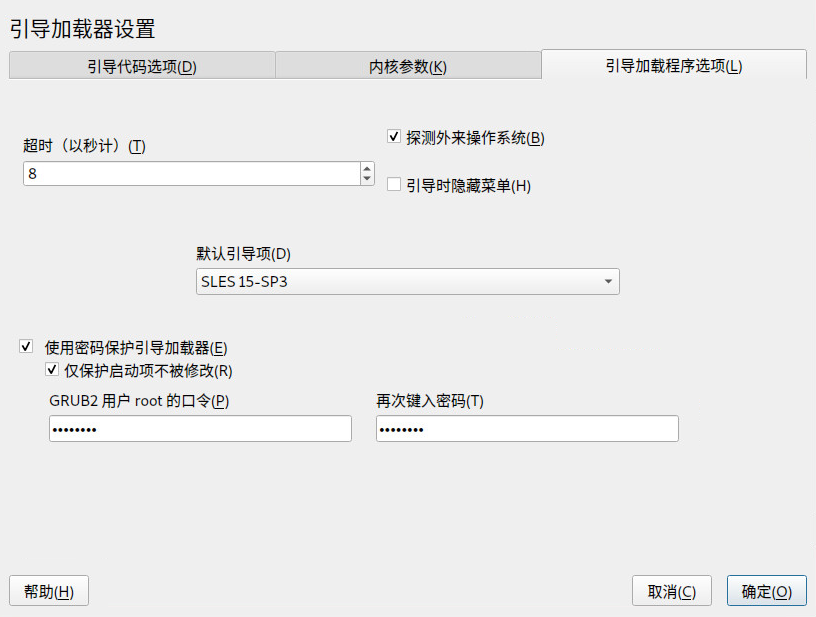 引导加载器设置
引导代码选项(D) 内核参数(K) 引导加载程序选项(L)
超时（以秒计）(T)
8
探测外来操作系统(B)
引导时隐藏菜单(H)
默认引导项(D)
SLES 15-SP3
使用密码保护引导加载器(E)
仅保护启动项不被修改(R)
GRUB2 用户 root 的口令(P) 再次键入密码(T)
•••••••• ••••••••
帮助(H) 取消(C) 确定(O)